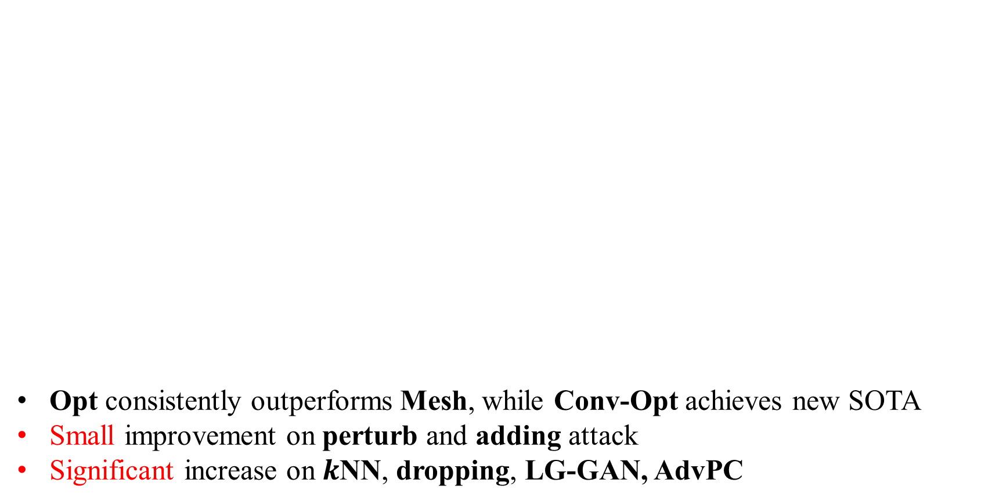 • Opt consistently outperforms Mesh, while Conv-Opt achieves new SOTA
• Small improvement on perturb and adding attack
• Significant increase on kNN, dropping, LG-GAN, AdvPC